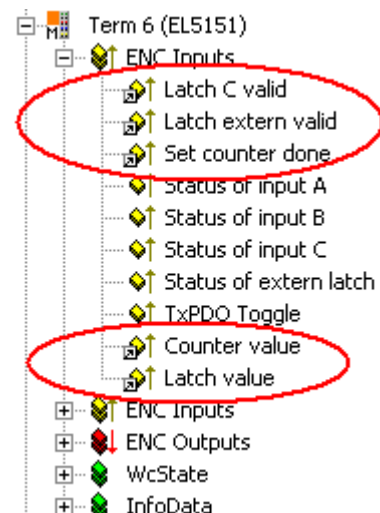 Term 6 (EL5151)
ENC Inputs
Latch C valid
Latch extern valid
Set counter done
Status of input A
Status of input B
Status of input C
Status of extern latch
TxPDO Toggle
Counter value
Latch value
ENC Inputs
ENC Outputs
WcState
InfoData